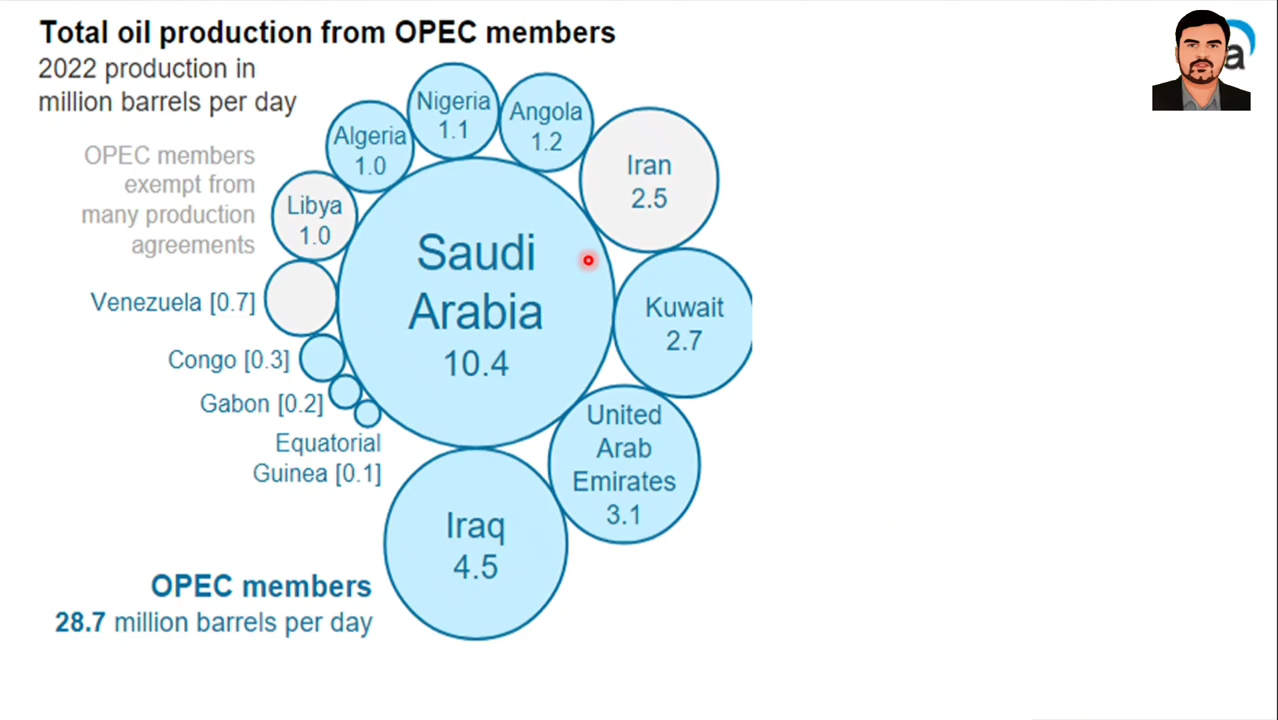 Total oil production from OPEC members
2022 production in
million barrels per day
OPEC members
exempt from
many production
agreements
Nigeria
1.1
Angola
1.2
Algeria
1.0
Iran
2.5
Libya
1.0
Saudi
Arabia
10.4
Venezuela [0.7]
Kuwait
2.7
Congo [0.3]
Gabon [0.2]
Equatorial
Guinea [0.1]
United
Arab
Emirates
3.1
Iraq
4.5
OPEC members
28.7 million barrels per day
a